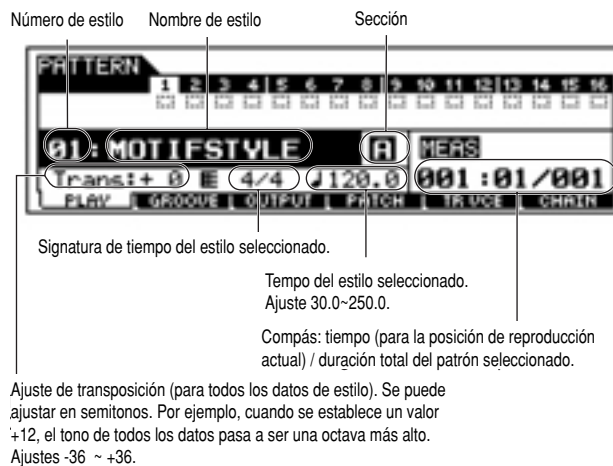 Número de estilo Nombre de estilo Sección
PATTERN
1 2 3 4 5 6 7 8 9 10 11 12 13 14 15 16
01: MOTIFSTYLE A MEAS
Trans:+ 0 4/4 ♩120.0 001:01/001
PLAY GROOVE OUTPUT PATCH TR VCE CHAIN
Signatura de tiempo del estilo seleccionado.
Tempo del estilo seleccionado.
Ajuste 30.0~250.0.
Compás: tiempo (para la posición de reproducción
actual) / duración total del patrón seleccionado.
Ajuste de transposición (para todos los datos de estilo). Se puede
ajustar en semitonos. Por ejemplo, cuando se establece un valor
+12, el tono de todos los datos pasa a ser una octava más alto.
Ajustes -36 ~ +36.